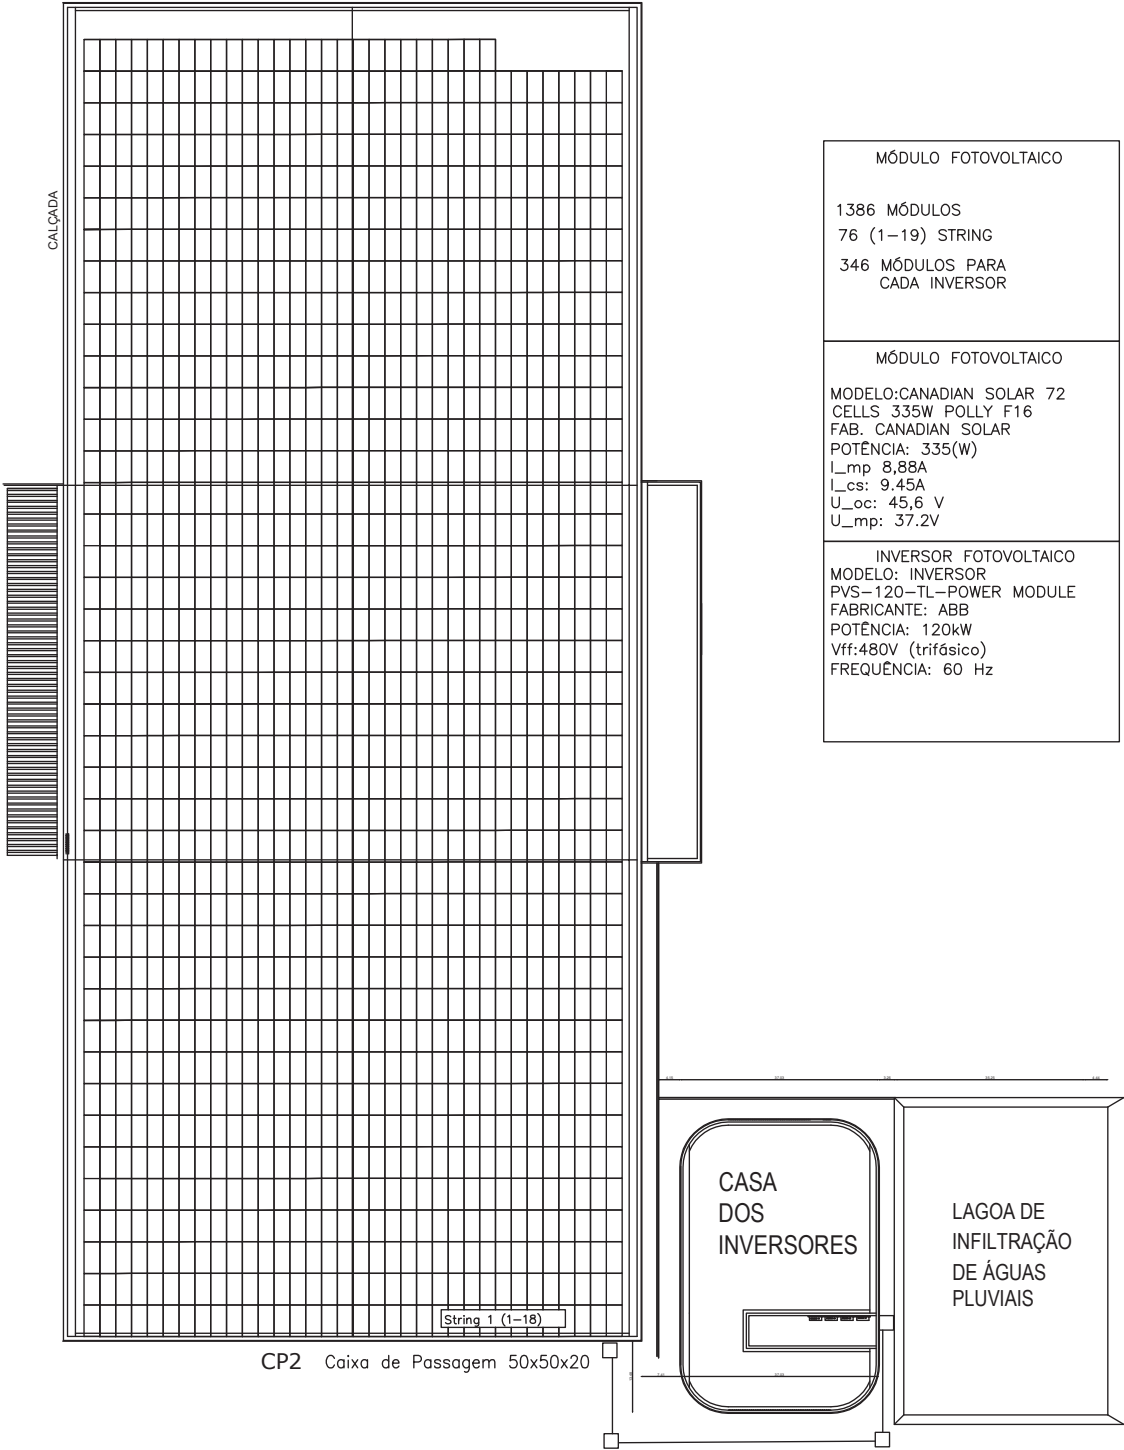 CALÇADA
MÓDULO FOTOVOLTAICO
1386 MÓDULOS
76 (1-19) STRING
346 MÓDULOS PARA
CADA INVERSOR
MÓDULO FOTOVOLTAICO
MODELO:CANADIAN SOLAR 72
CELLS 335W POLLY F16
FAB. CANADIAN SOLAR
POTÊNCIA: 335(W)
I_mp 8,88A
I_cs: 9.45A
U_oc: 45,6 V
U_mp: 37.2V
INVERSOR FOTOVOLTAICO
MODELO: INVERSOR
PVS-120-TL-POWER MODULE
FABRICANTE: ABB
POTÊNCIA: 120kW
Vff:480V (trifásico)
FREQUÊNCIA: 60 Hz
CASA
DOS
INVERSORES
LAGOA DE
INFILTRAÇÃO
DE ÁGUAS
PLUVIAIS
String 1 (1-18)
CP2 Caixa de Passagem 50x50x20